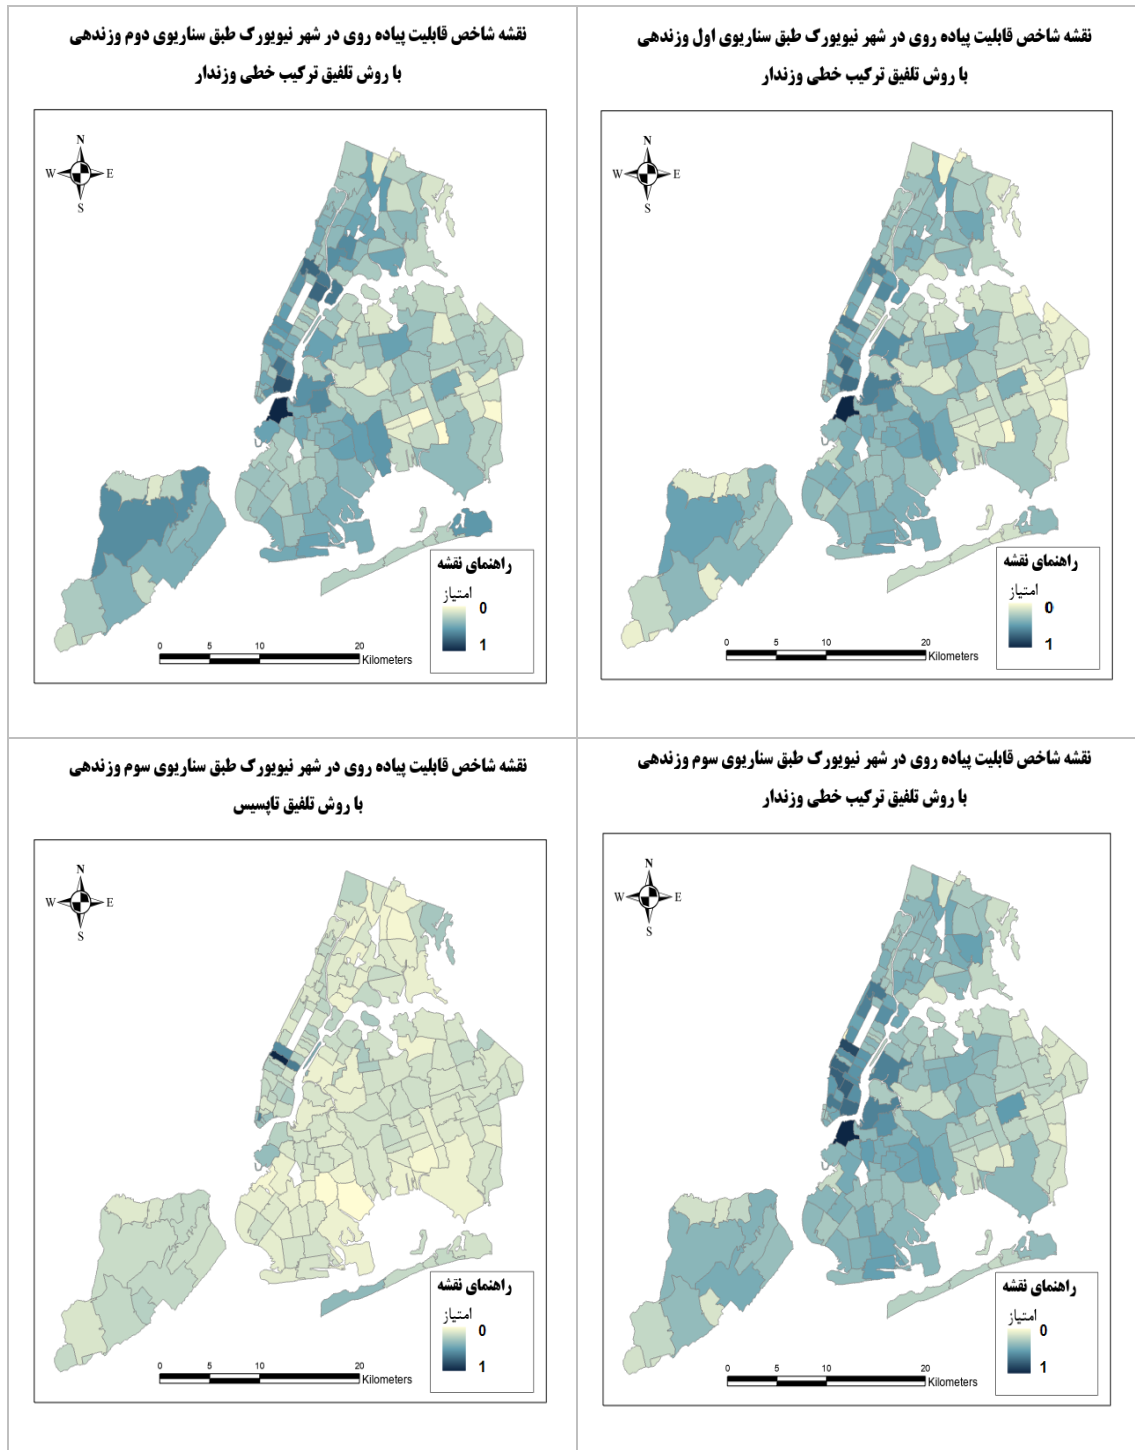 نقشه شاخص قابلیت پیاده روی در شهر نیویورک طبق سناریوی اول وزندهی
با روش تلفیق ترکیب خطی وزندار
N
W
E
S
راهنمای نقشه
امتیاز
0
1
0 5 10 20
Kilometers
نقشه شاخص قابلیت پیاده روی در شهر نیویورک طبق سناریوی دوم وزندهی
با روش تلفیق ترکیب خطی وزندار
N
W
E
S
راهنمای نقشه
امتیاز
0
1
0 5 10 20
Kilometers
نقشه شاخص قابلیت پیاده روی در شهر نیویورک طبق سناریوی سوم وزندهی
با روش تلفیق ترکیب خطی وزندار
N
W
E
S
راهنمای نقشه
امتیاز
0
1
0 5 10 20
Kilometers
نقشه شاخص قابلیت پیاده روی در شهر نیویورک طبق سناریوی سوم وزندهی
با روش تلفیق تاپسیس
N
W
E
S
راهنمای نقشه
امتیاز
0
1
0 5 10 20
Kilometers